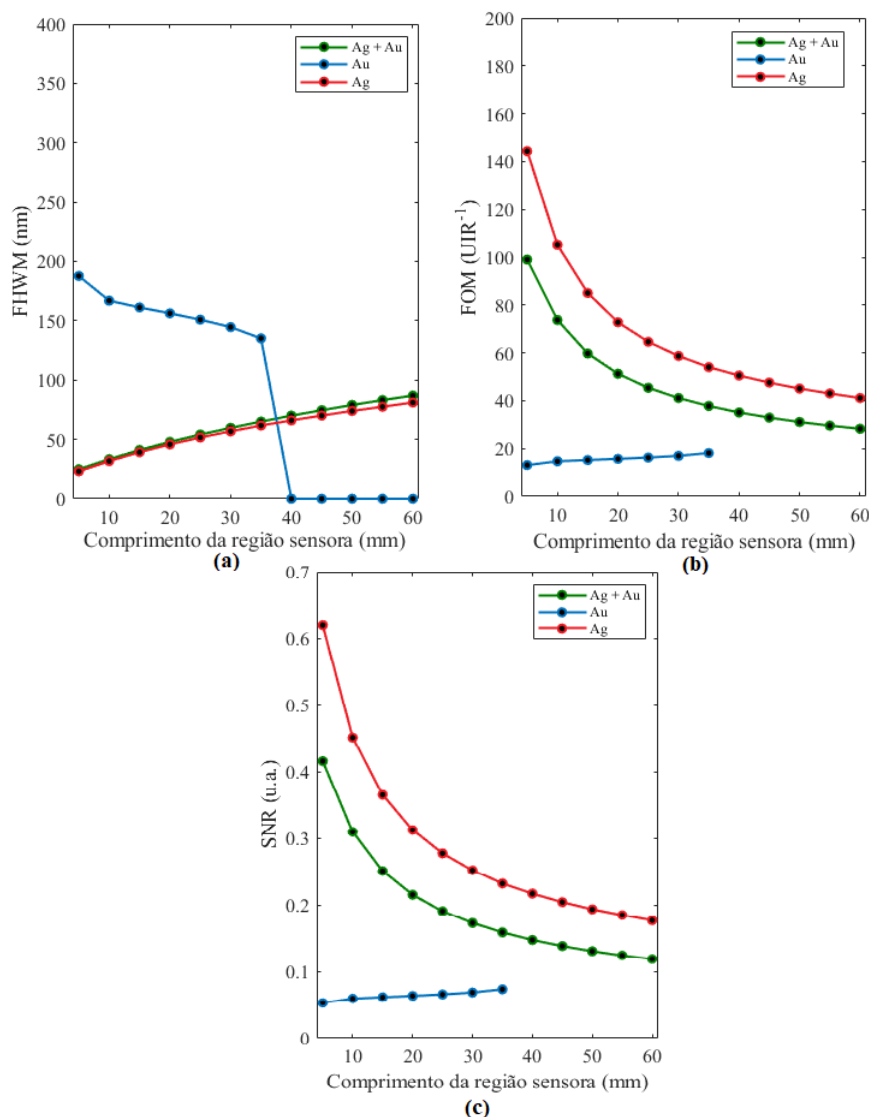 400
350
300
250
200
150
100
50
0
FHWM (nm)
Ag + Au
Au
Ag
10 20 30 40 50 60
Comprimento da região sensora (mm)
(a)
200
180
160
140
120
100
80
60
40
20
0
FOM (UIR⁻¹)
Ag + Au
Au
Ag
10 20 30 40 50 60
Comprimento da região sensora (mm)
(b)
0.7
0.6
0.5
0.4
0.3
0.2
0.1
0
SNR (u.a.)
Ag + Au
Au
Ag
10 20 30 40 50 60
Comprimento da região sensora (mm)
(c)